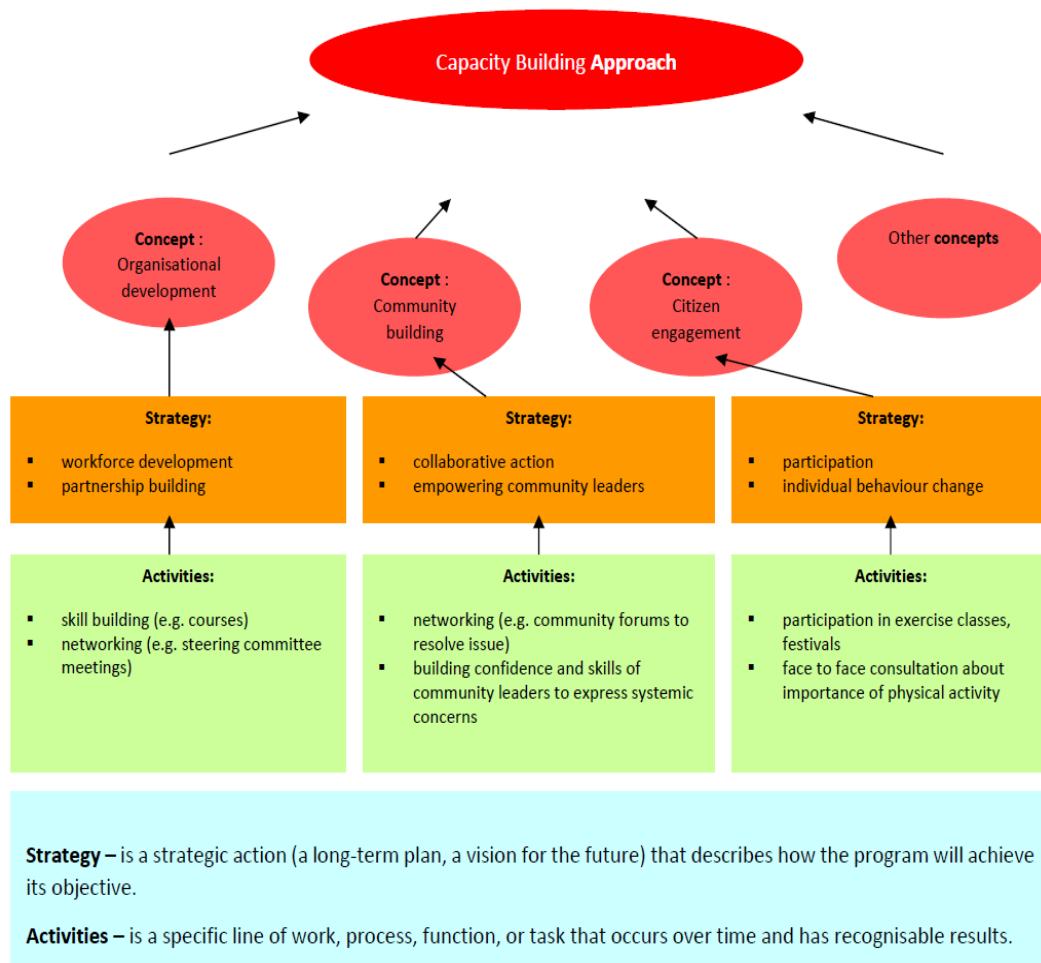 Capacity Building Approach
Concept :
Organisational
development
Concept :
Community
building
Concept :
Citizen
engagement
Other concepts
Strategy:
▪ workforce development
▪ partnership building
Strategy:
▪ collaborative action
▪ empowering community leaders
Strategy:
▪ participation
▪ individual behaviour change
Activities:
▪ skill building (e.g. courses)
▪ networking (e.g. steering committee
meetings)
Activities:
▪ networking (e.g. community forums to
resolve issue)
▪ building confidence and skills of
community leaders to express systemic
concerns
Activities:
▪ participation in exercise classes,
festivals
▪ face to face consultation about
importance of physical activity
Strategy – is a strategic action (a long-term plan, a vision for the future) that describes how the program will achieve
its objective.
Activities – is a specific line of work, process, function, or task that occurs over time and has recognisable results.